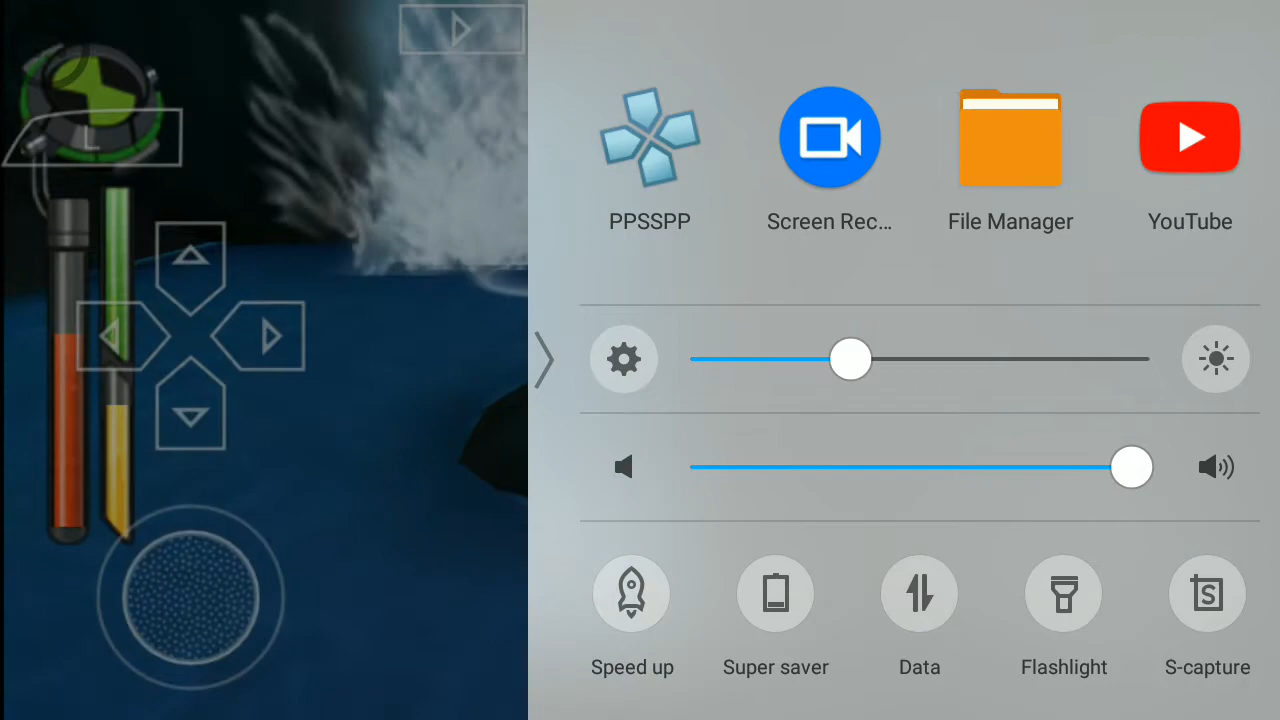 L
PPSSPP
Screen Rec...
File Manager
YouTube
Speed up
Super saver
Data
Flashlight
S
S-capture